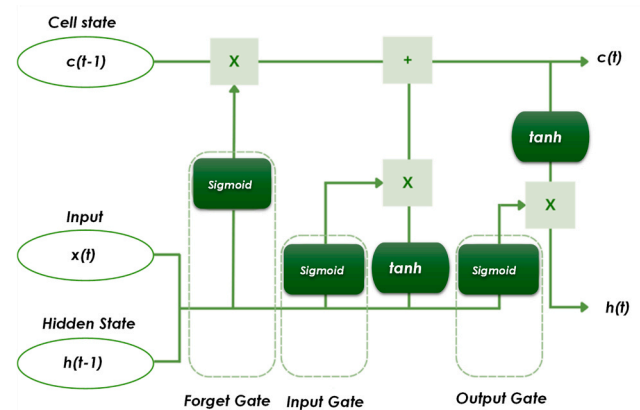 Cell state
c(t-1)
X
+
c(t)
tanh
Sigmoid
X
X
Input
x(t)
Sigmoid
tanh
Sigmoid
h(t)
Hidden State
h(t-1)
Forget Gate
Input Gate
Output Gate